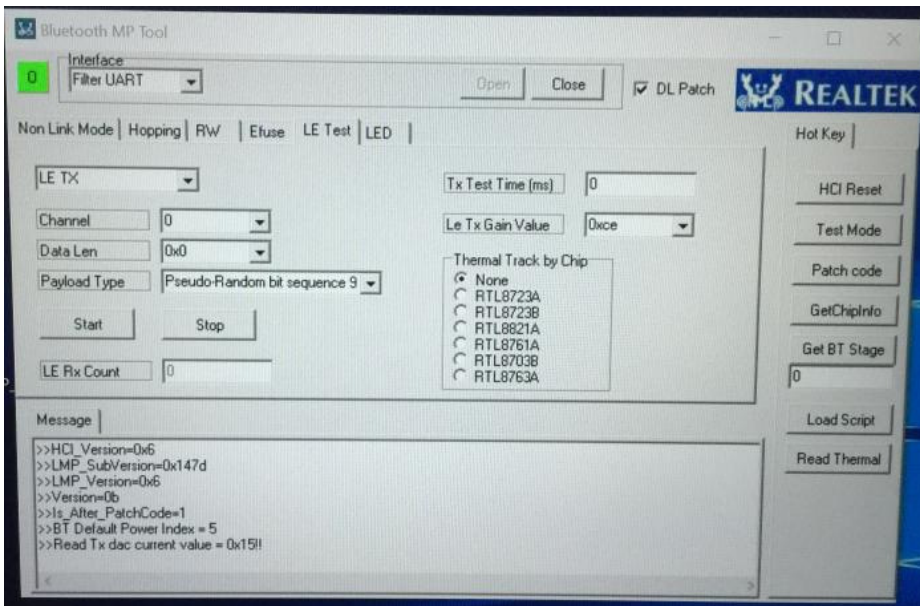 Bluetooth MP Tool
Interface
0
Filter UART
Open
Close
DL Patch
REALTEK
Non Link Mode
Hopping
RW
Efuse
LE Test
LED
Hot Key
LE TX
Tx Test Time (ms)
0
HCI Reset
Channel
0
Le Tx Gain Value
0xce
Test Mode
Data Len
0x0
Thermal Track by Chip
Patch code
Payload Type
Pseudo-Random bit sequence 9
None
RTL8723A
RTL8723B
RTL8821A
RTL8761A
RTL8703B
RTL8763A
GetChipInfo
Start
Stop
Get BT Stage
0
LE Rx Count
0
Message
Load Script
Read Thermal
>>HCI_Version=0x6
>>LMP_SubVersion=0x147d
>>LMP_Version=0x6
>>Version=0b
>>Is_After_PatchCode=1
>>BT Default Power Index = 5
>>Read Tx dac current value = 0x15!!